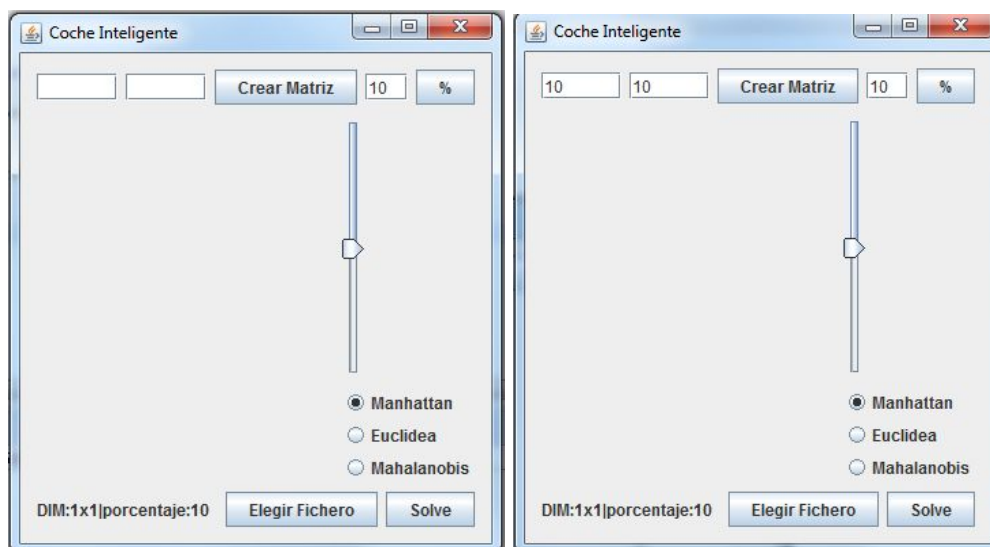 Coche Inteligente
Crear Matriz 10 %
Manhattan
Euclidea
Mahalanobis
DIM:1x1|porcentaje:10 Elegir Fichero Solve
Coche Inteligente
10 10 Crear Matriz 10 %
Manhattan
Euclidea
Mahalanobis
DIM:1x1|porcentaje:10 Elegir Fichero Solve